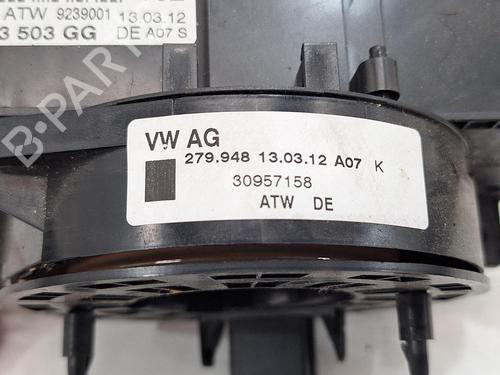 ATW 9239001 13.03.12
3 503 GG DE A07 S
VW AG
279.948 13.03.12 A07 K
30957158
ATW DE
B-PARTS